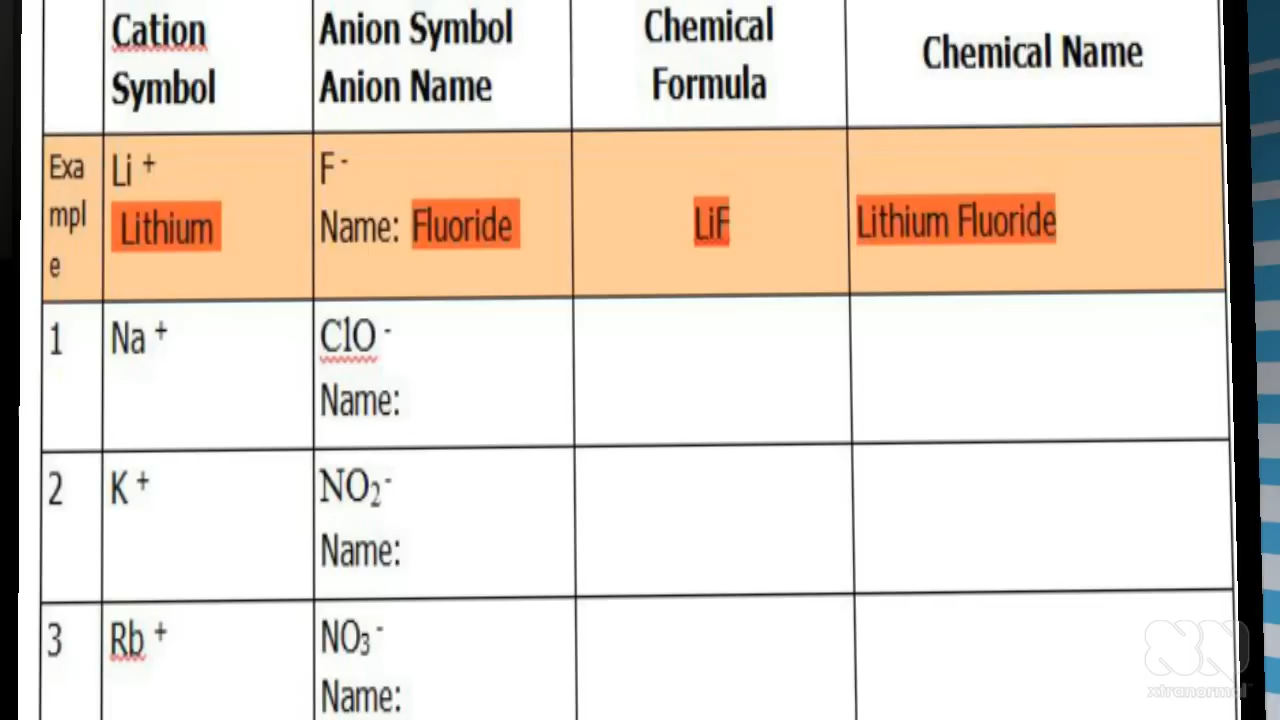 Cation
Symbol
Anion Symbol
Anion Name
Chemical
Formula
Chemical Name
Exa
mpl
e
Li +
Lithium
F -
Name: Fluoride
LiF
Lithium Fluoride
1
Na +
ClO -
Name:
2
K +
NO₂-
Name:
3
Rb +
NO₃-
Name:
xtranormal™